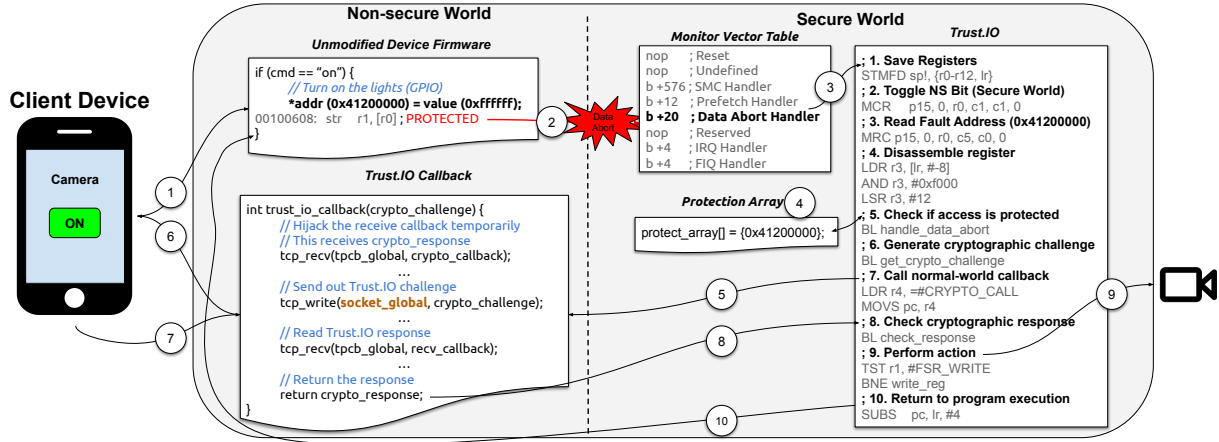 Non-secure World
Secure World
Unmodified Device Firmware
if (cmd == “on”) {
// Turn on the lights (GPIO)
*addr (0x41200000) = value (0xffffff);
00100608: str r1, [r0] ; PROTECTED
}
2
Data
Abort
Monitor Vector Table
nop ; Reset
nop ; Undefined
b +576 ; SMC Handler
b +12 ; Prefetch Handler
b +20 ; Data Abort Handler
nop ; Reserved
b +4 ; IRQ Handler
b +4 ; FIQ Handler
3
Trust.IO
; 1. Save Registers
STMFD sp!, {r0-r12, lr}
; 2. Toggle NS Bit (Secure World)
MCR p15, 0, r0, c1, c1, 0
; 3. Read Fault Address (0x41200000)
MRC p15, 0, r0, c5, c0, 0
; 4. Disassemble register
LDR r3, [lr, #-8]
AND r3, #0xf000
LSR r3, #12
; 5. Check if access is protected
BL handle_data_abort
; 6. Generate cryptographic challenge
BL get_crypto_challenge
; 7. Call normal-world callback
LDR r4, =#CRYPTO_CALL
MOVS pc, r4
; 8. Check cryptographic response
BL check_response
; 9. Perform action
TST r1, #FSR_WRITE
BNE write_reg
; 10. Return to program execution
SUBS pc, lr, #4
Client Device
Camera
ON
1
6
7
Trust.IO Callback
int trust_io_callback(crypto_challenge) {
// Hijack the receive callback temporarily
// This receives crypto_response
tcp_recv(tpcb_global, crypto_callback);
...
// Send out Trust.IO challenge
tcp_write(socket_global, crypto_challenge);
...
// Read Trust.IO response
tcp_recv(tpcb_global, recv_callback);
...
// Return the response
return crypto_response;
}
Protection Array
4
protect_array[] = {0x41200000};
5
8
9
10